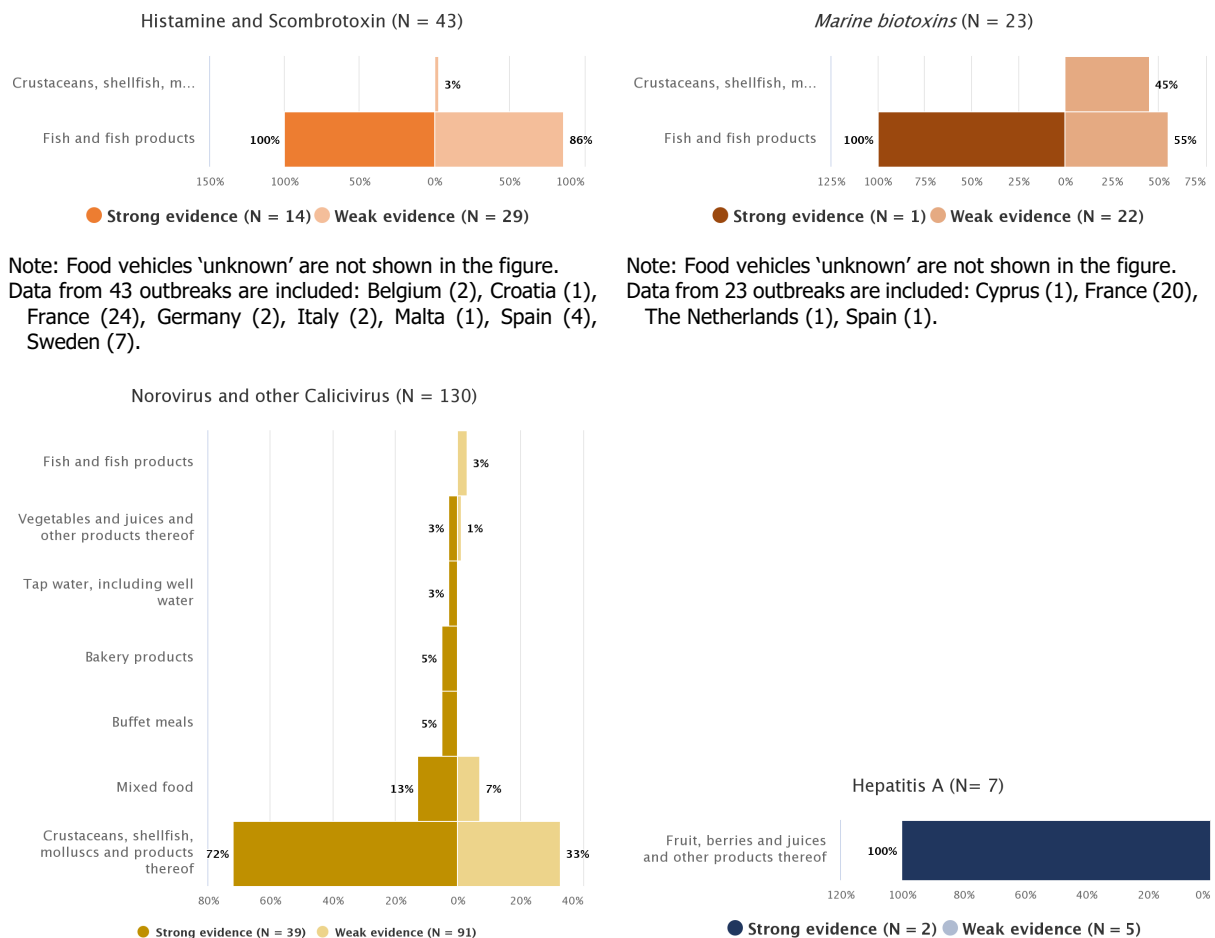 Histamine and Scombrotoxin (N = 43)
Crustaceans, shellfish, m...
3%
Fish and fish products
100%
86%
150%
100%
50%
0%
50%
100%
Strong evidence (N = 14)
Weak evidence (N = 29)
Note: Food vehicles ‘unknown’ are not shown in the figure.
Data from 43 outbreaks are included: Belgium (2), Croatia (1),
France (24), Germany (2), Italy (2), Malta (1), Spain (4),
Sweden (7).
Marine biotoxins (N = 23)
Crustaceans, shellfish, m...
45%
Fish and fish products
100%
55%
125%
100%
75%
50%
25%
0%
25%
50%
75%
Strong evidence (N = 1)
Weak evidence (N = 22)
Note: Food vehicles ‘unknown’ are not shown in the figure.
Data from 23 outbreaks are included: Cyprus (1), France (20),
The Netherlands (1), Spain (1).
Norovirus and other Calicivirus (N = 130)
Fish and fish products
3%
Vegetables and juices and
other products thereof
3%
1%
Tap water, including well
water
3%
Bakery products
5%
Buffet meals
5%
Mixed food
13%
7%
Crustaceans, shellfish,
molluscs and products
thereof
72%
33%
80%
60%
40%
20%
0%
20%
40%
Strong evidence (N = 39)
Weak evidence (N = 91)
Hepatitis A (N= 7)
Fruit, berries and juices
and other products thereof
100%
120%
100%
80%
60%
40%
20%
0%
Strong evidence (N = 2)
Weak evidence (N = 5)